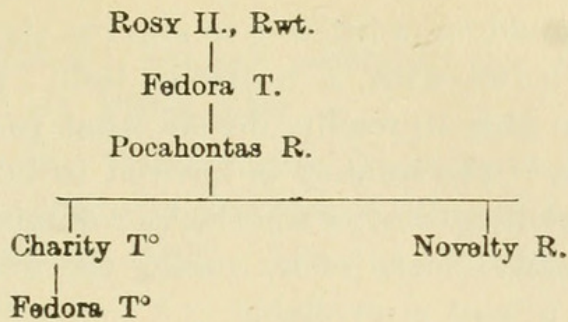 Rosy II., Rwt.
Fedora T.
Pocahontas R.
Charity T°
Novelty R.
Fedora T°